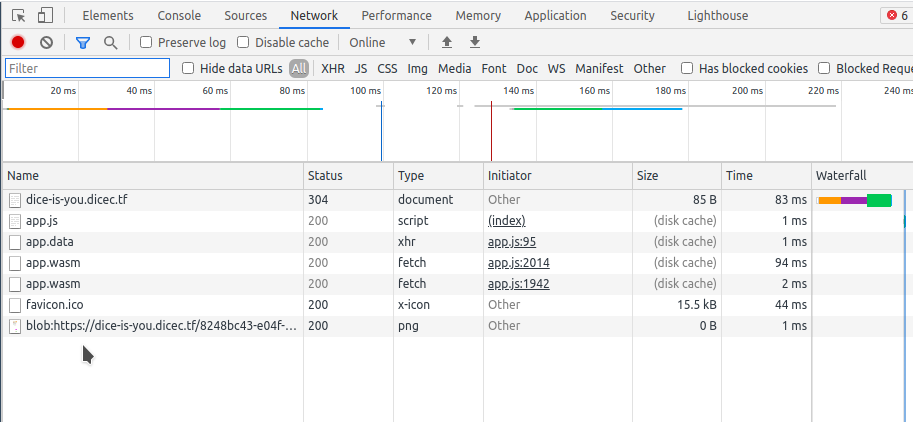 Elements Console Sources Network Performance Memory Application Security Lighthouse 6
Preserve log Disable cache Online
Filter Hide data URLs All XHR JS CSS Img Media Font Doc WS Manifest Other Has blocked cookies Blocked Reque
20 ms 40 ms 60 ms 80 ms 100 ms 120 ms 140 ms 160 ms 180 ms 200 ms 220 ms 240 ms
Name Status Type Initiator Size Time Waterfall
dice-is-you.dicec.tf 304 document Other 85 B 83 ms
app.js 200 script (index) (disk cache) 1 ms
app.data 200 xhr app.js:95 (disk cache) 1 ms
app.wasm 200 fetch app.js:2014 (disk cache) 94 ms
app.wasm 200 fetch app.js:1942 (disk cache) 2 ms
favicon.ico 200 x-icon Other 15.5 kB 44 ms
blob:https://dice-is-you.dicec.tf/8248bc43-e04f-... 200 png Other 0 B 1 ms